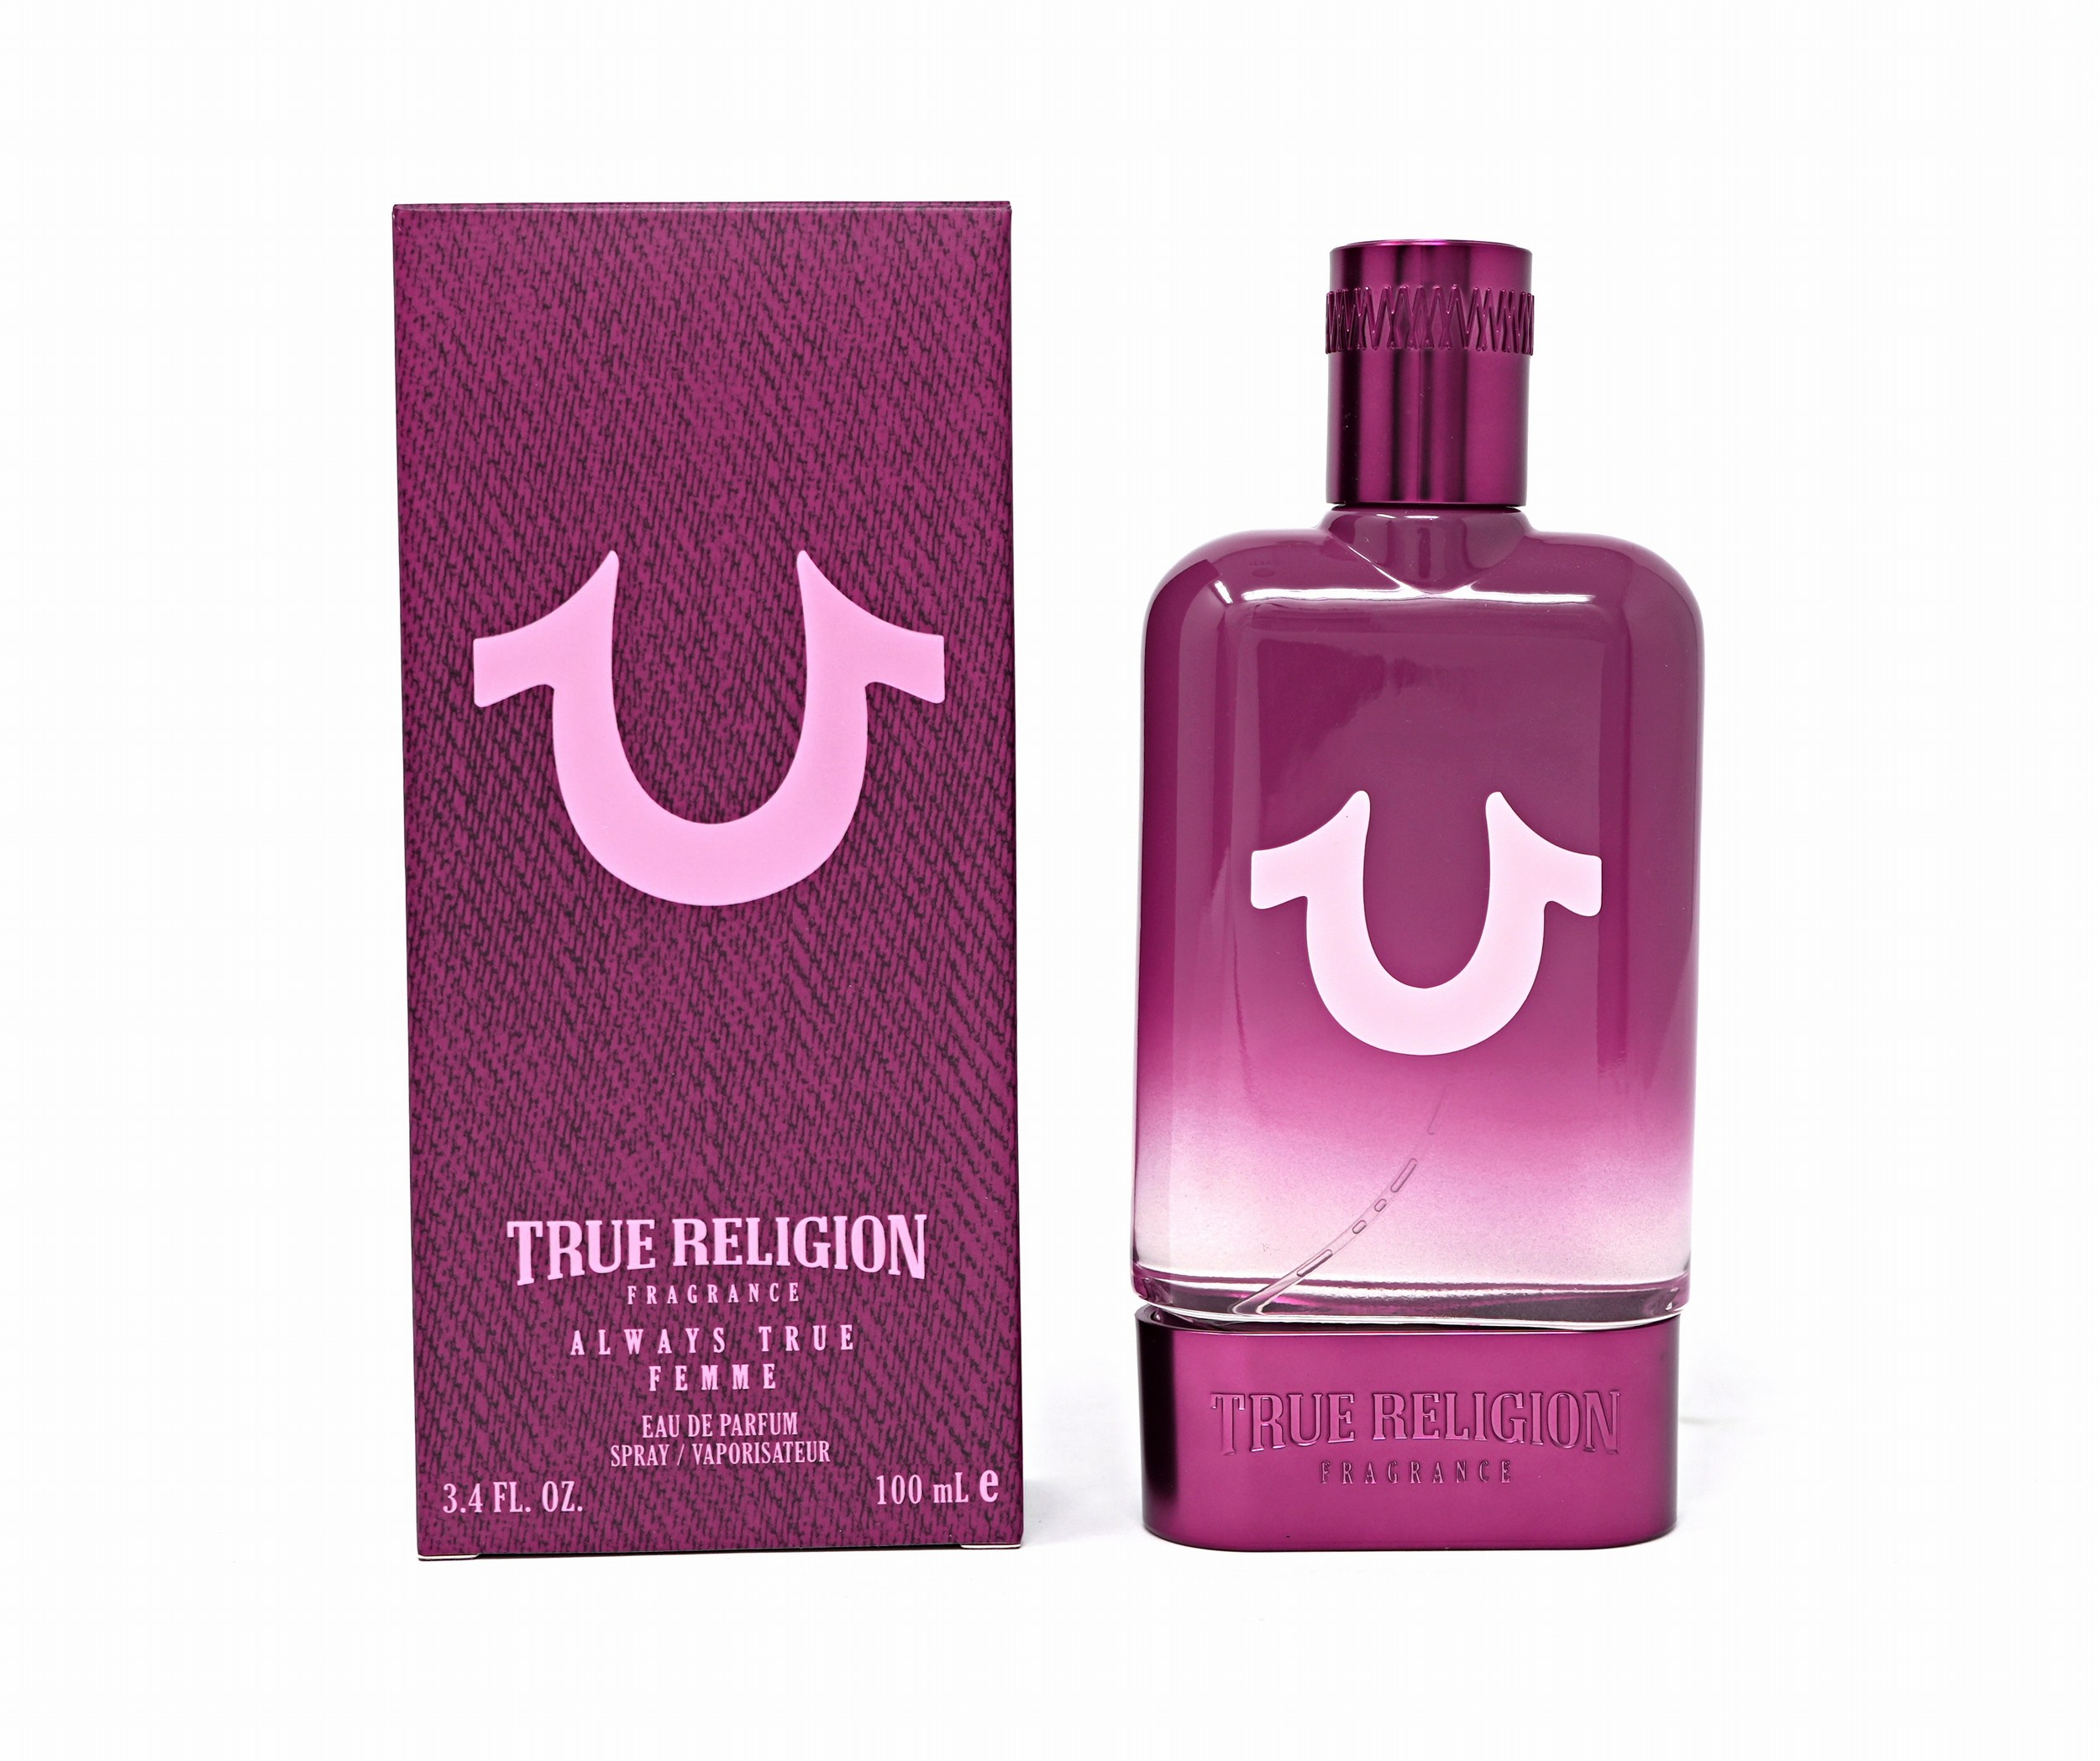 TRUE RELIGION
FRAGRANCE
ALWAYS TRUE
FEMME
EAU DE PARFUM
SPRAY / VAPORISATEUR
3.4 FL. OZ.
100 mL e
TRUE RELIGION
FRAGRANCE